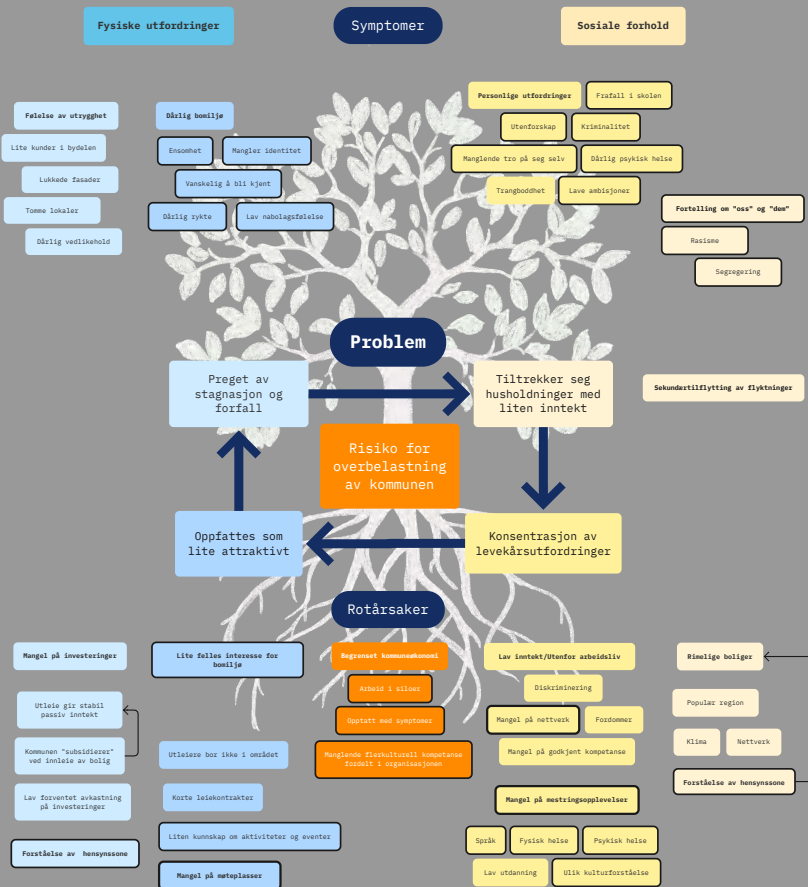 Fysiske utfordringer
Symptomer
Sosiale forhold
Følelse av utrygghet
Lite kunder i bydelen
Lukkede fasader
Tomme lokaler
Dårlig vedlikehold
Dårlig bomiljø
Ensomhet
Mangler identitet
Vanskelig å bli kjent
Dårlig rykte
Lav nabolagsfølelse
Personlige utfordringer
Frafall i skolen
Utenforskap
Kriminalitet
Manglende tro på seg selv
Dårlig psykisk helse
Trangboddhet
Lave ambisjoner
Fortelling om "oss" og "dem"
Rasisme
Segregering
Problem
Preget av
stagnasjon og
forfall
Tiltrekker seg
husholdninger med
liten inntekt
Sekundertilflytting av flyktninger
Risiko for
overbelastning
av kommunen
Oppfattes som
lite attraktivt
Konsentrasjon av
levekårsutfordringer
Rotårsaker
Mangel på investeringer
Utleie gir stabil
passiv inntekt
Kommunen "subsidierer"
ved innleie av bolig
Lav forventet avkastning
på investeringer
Forståelse av hensynssone
Lite felles interesse for
bomiljø
Utleiere bor ikke i området
Korte leiekontrakter
Liten kunnskap om aktiviteter og eventer
Mangel på møteplasser
Begrenset kommuneøkonomi
Arbeid i siloer
Opptatt med symptomer
Manglende flerkulturell kompetanse
fordelt i organisasjonen
Lav inntekt/Utenfor arbeidsliv
Diskriminering
Mangel på nettverk
Fordommer
Mangel på godkjent kompetanse
Mangel på mestringsopplevelser
Språk
Fysisk helse
Psykisk helse
Lav utdanning
Ulik kulturforståelse
Rimelige boliger
Populær region
Klima
Nettverk
Forståelse av hensynssone